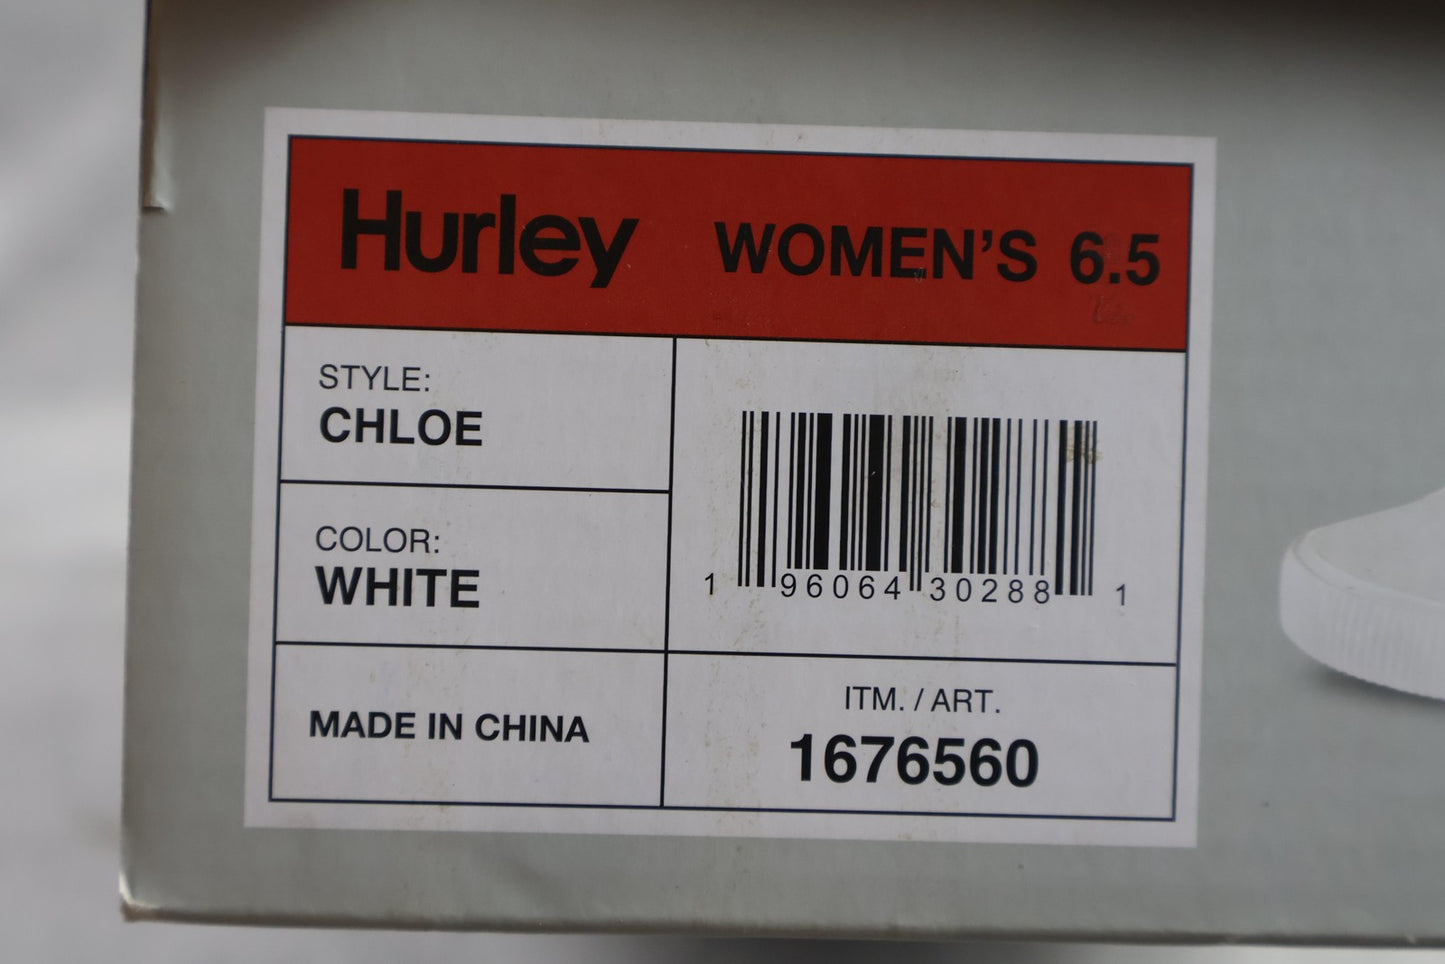 Hurley WOMEN'S 6.5
STYLE:
CHLOE
COLOR:
WHITE
MADE IN CHINA
1 96064 30288 1
ITM. / ART.
1676560